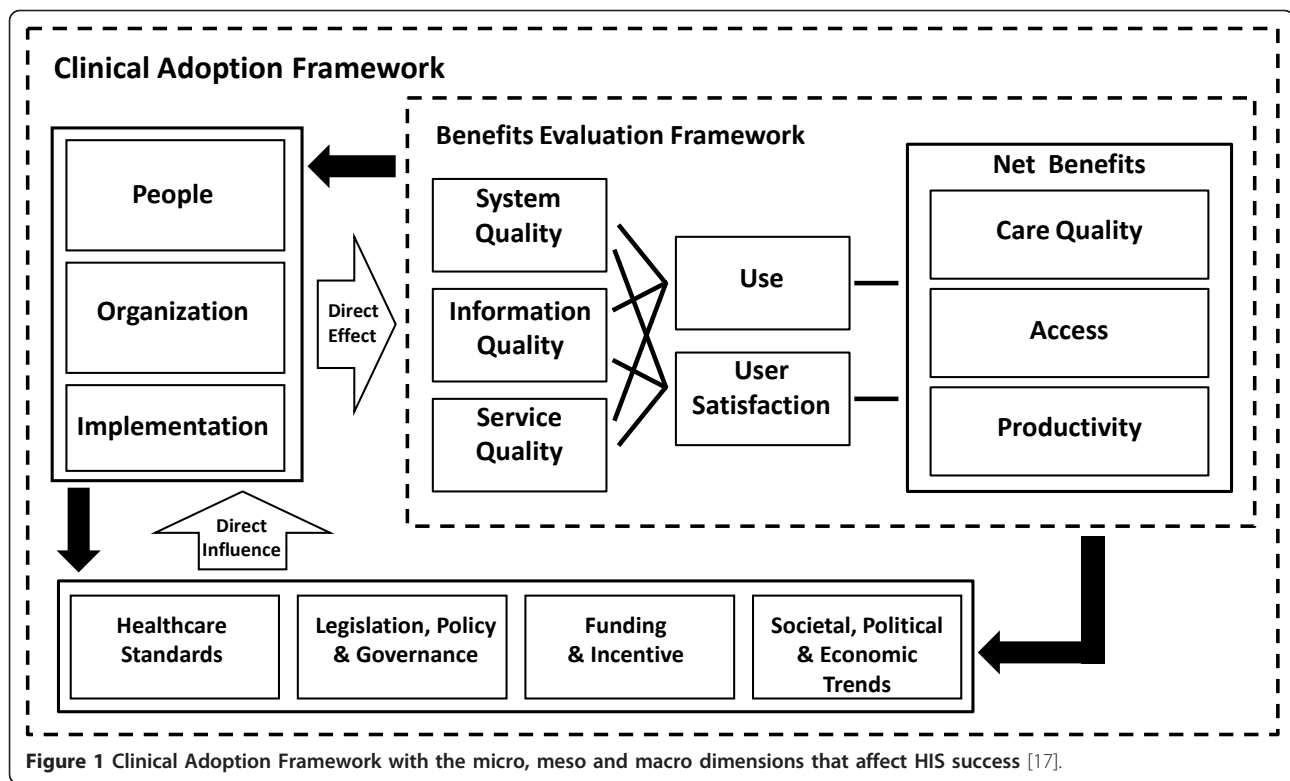 Clinical Adoption Framework
People
Organization
Implementation
Direct
Effect
Direct
Influence
Benefits Evaluation Framework
System
Quality
Information
Quality
Service
Quality
Use
User
Satisfaction
Net Benefits
Care Quality
Access
Productivity
Healthcare
Standards
Legislation, Policy
& Governance
Funding
& Incentive
Societal, Political
& Economic
Trends
Figure 1 Clinical Adoption Framework with the micro, meso and macro dimensions that affect HIS success [17].